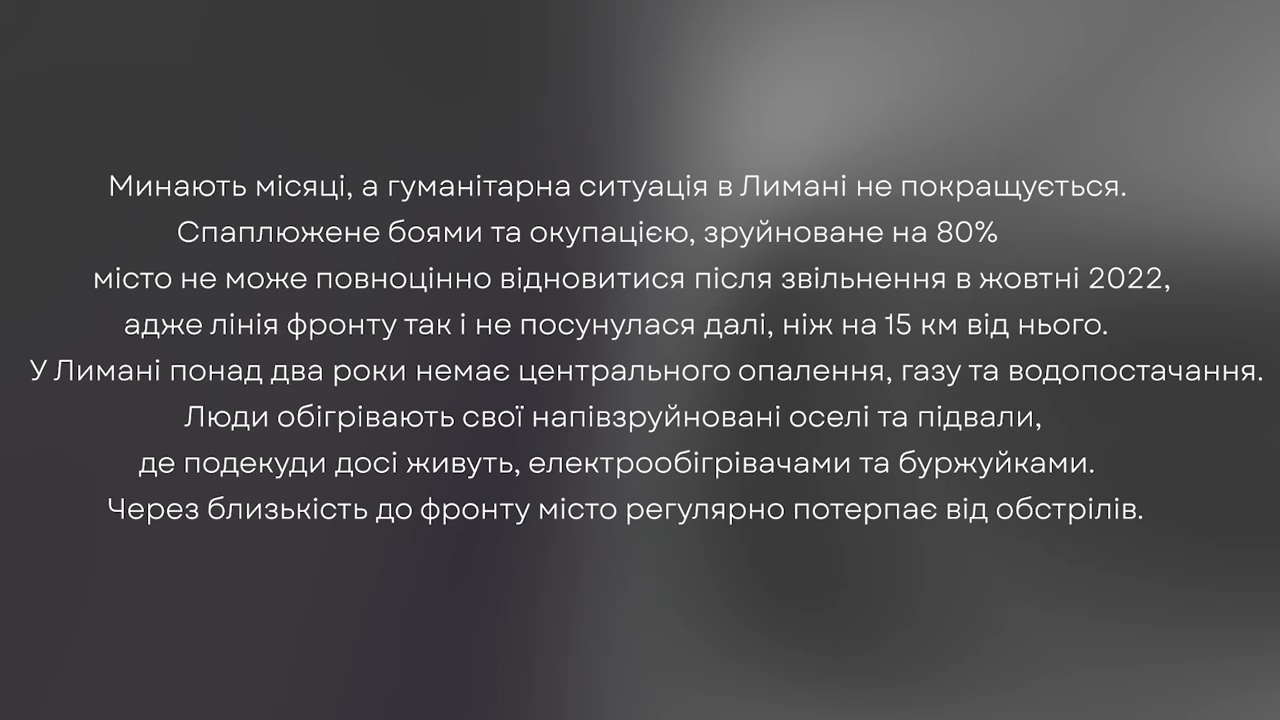 Минають місяці, а гуманітарна ситуація в Лимані не покращується.
Спаплюжене боями та окупацією, зруйноване на 80%
місто не може повноцінно відновитися після звільнення в жовтні 2022,
адже лінія фронту так і не посунулася далі, ніж на 15 км від нього.
У Лимані понад два роки немає центрального опалення, газу та водопостачання.
Люди обігрівають свої напівзруйновані оселі та підвали,
де подекуди досі живуть, електрообігрівачами та буржуйками.
Через близькість до фронту місто регулярно потерпає від обстрілів.